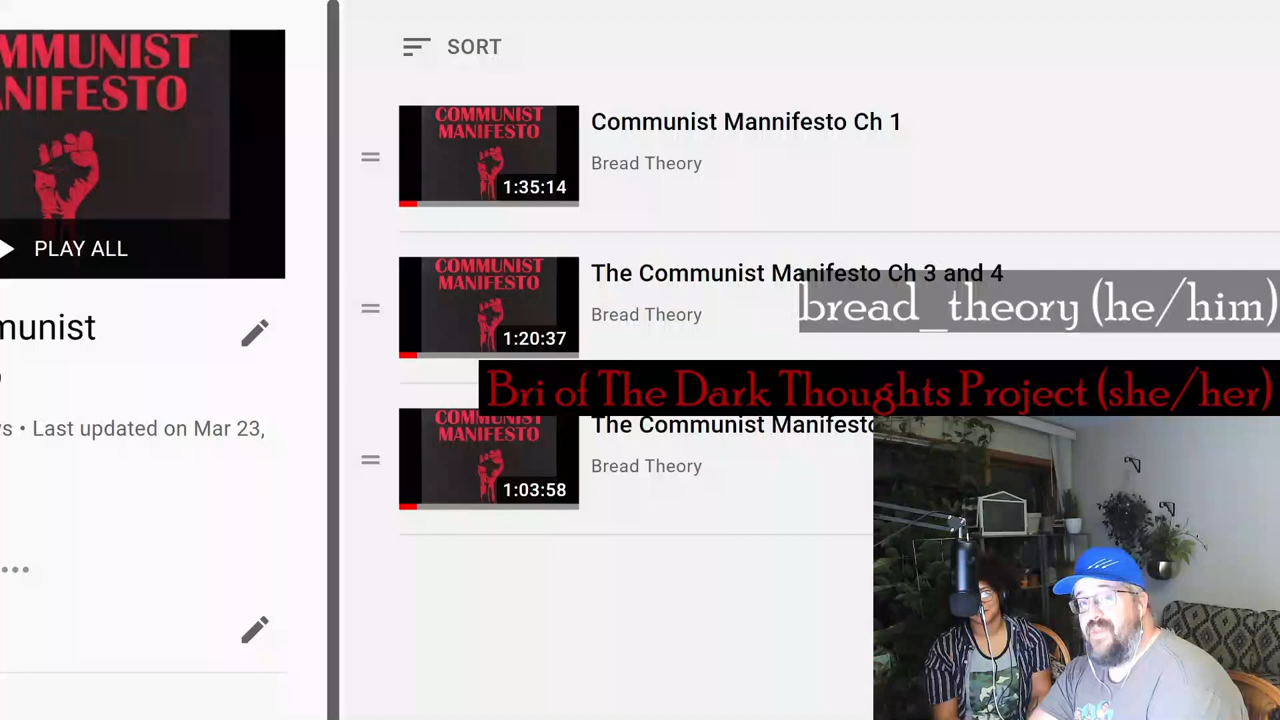 MMUNIST
ANIFESTO
PLAY ALL
munist
s • Last updated on Mar 23,
SORT
COMMUNIST
MANIFESTO
1:35:14
Communist Mannifesto Ch 1
Bread Theory
COMMUNIST
MANIFESTO
1:20:37
The Communist Manifesto Ch 3 and 4
Bread Theory
bread_theory (he/him)
Bri of The Dark Thoughts Project (she/her)
COMMUNIST
MANIFESTO
1:03:58
The Communist Manifesto
Bread Theory